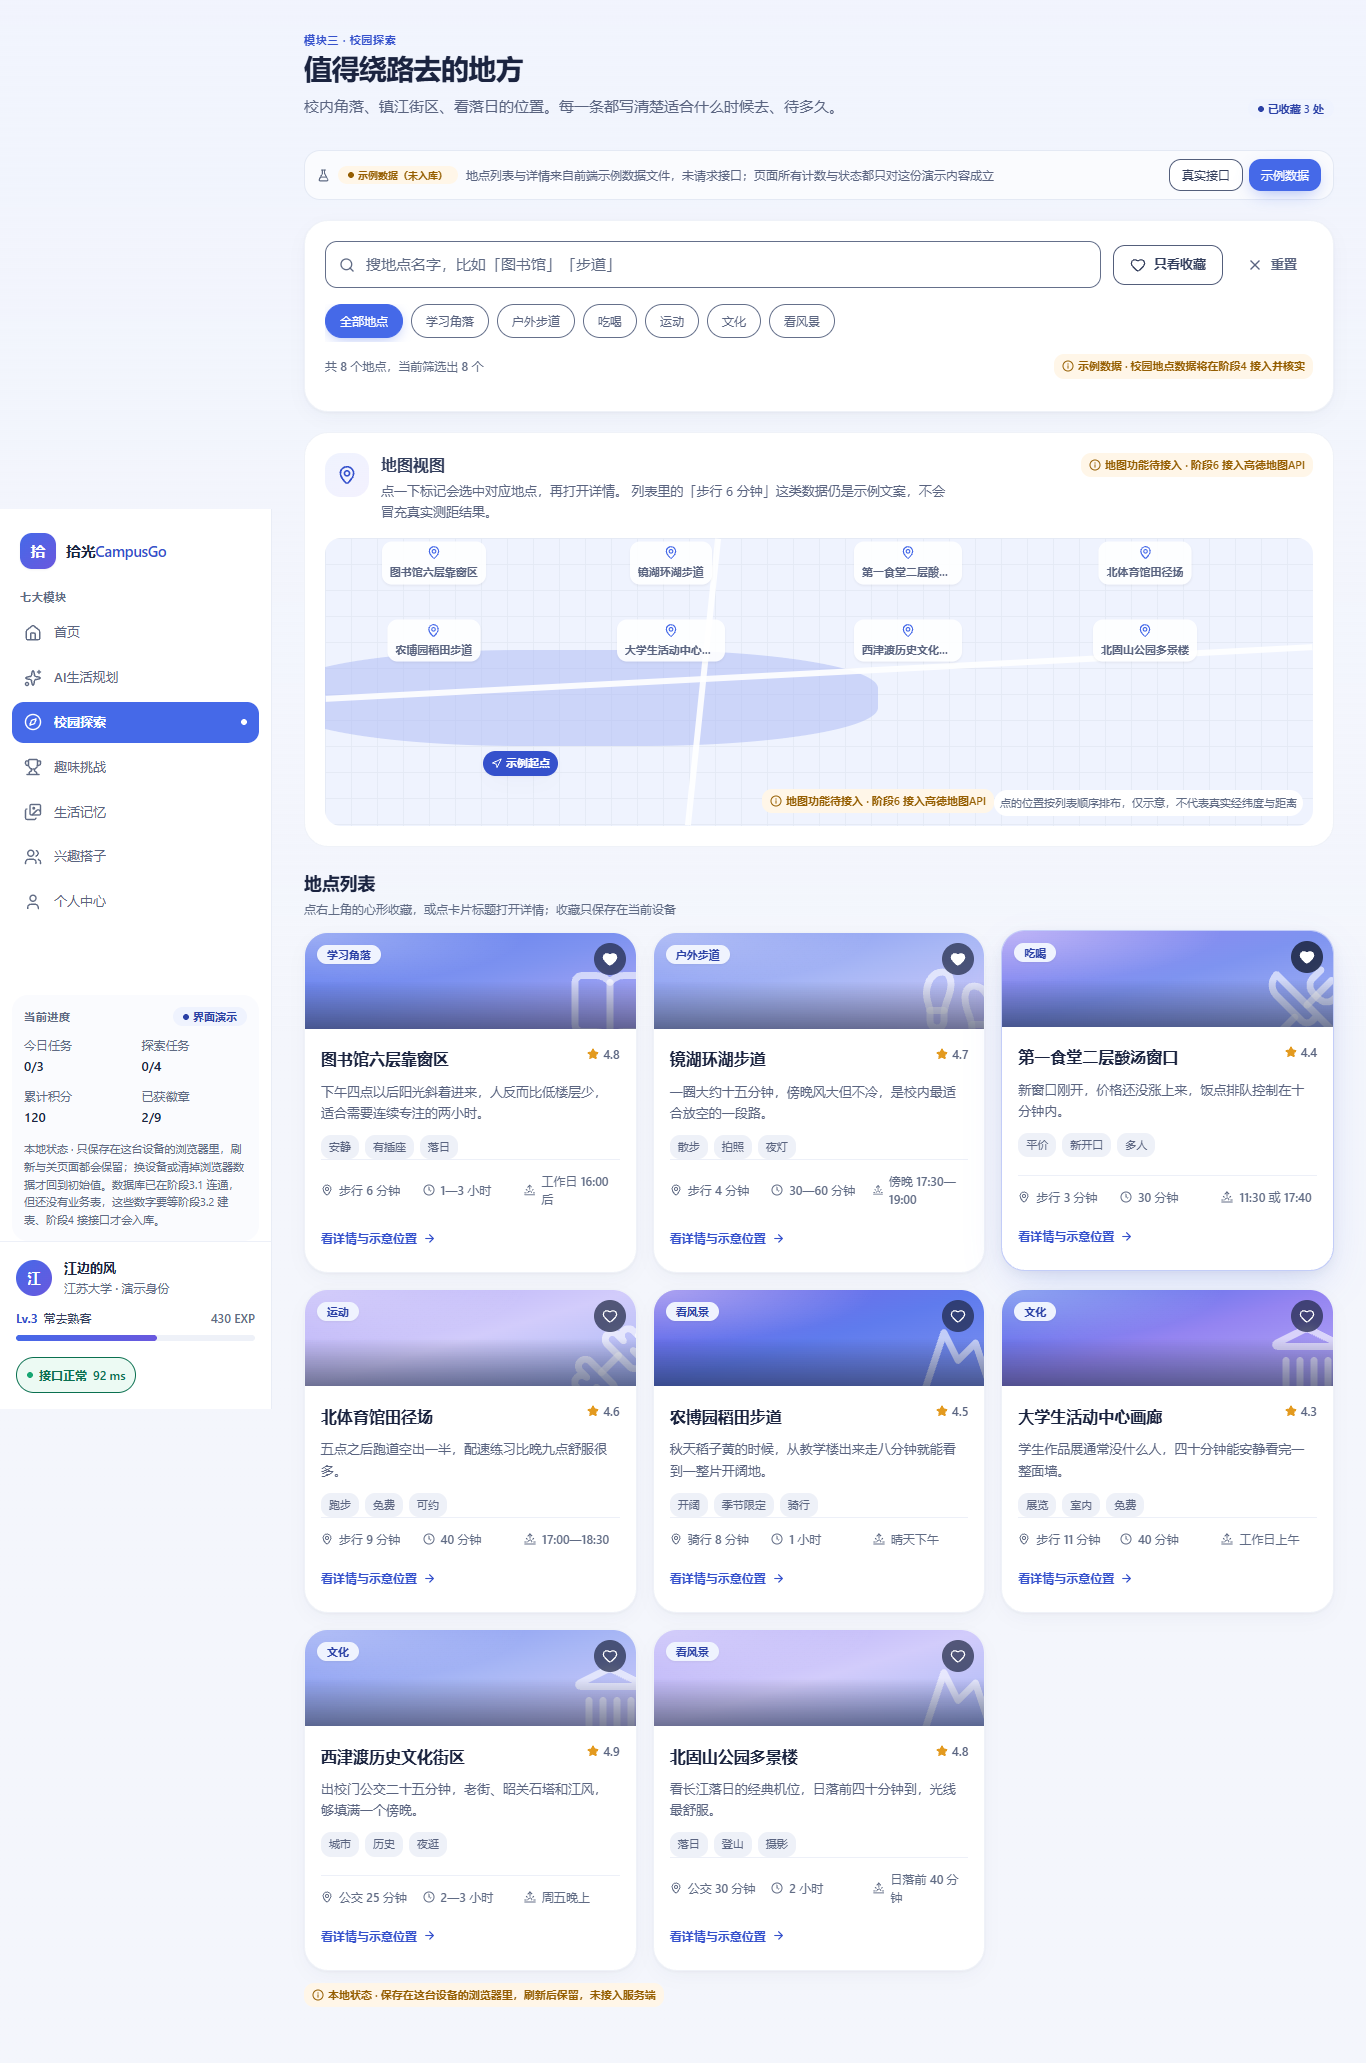 模块三 · 校园探索
值得绕路去的地方
校内角落、镇江街区、看落日的位置。每一条都写清楚适合什么时候去、待多久。
已收藏 3 处
示例数据（未入库）
地点列表与详情来自前端示例数据文件，未请求接口；页面所有计数与状态都只对这份演示内容成立
真实接口
示例数据
搜地点名字，比如「图书馆」「步道」
只看收藏
重置
全部地点
学习角落
户外步道
吃喝
运动
文化
看风景
共 8 个地点，当前筛选出 8 个
示例数据 · 校园地点数据将在阶段4 接入并核实
地图视图
点一下标记会选中对应地点，再打开详情。 列表里的「步行 6 分钟」这类数据仍是示例文案，不会
冒充真实测距结果。
地图功能待接入 · 阶段6 接入高德地图API
图书馆六层靠窗区
镜湖环湖步道
第一食堂二层酸...
北体育馆田径场
农博园稻田步道
大学生活动中心...
西津渡历史文化...
北固山公园多景楼
示例起点
地图功能待接入 · 阶段6 接入高德地图API
点的位置按列表顺序排布，仅示意，不代表真实经纬度与距离
拾
拾光CampusGo
七大模块
首页
AI生活规划
校园探索
趣味挑战
生活记忆
兴趣搭子
个人中心
当前进度
界面演示
今日任务
探索任务
0/3
0/4
累计积分
已获徽章
120
2/9
本地状态 · 只保存在这台设备的浏览器里，刷
新与关页面都会保留；换设备或清掉浏览器数
据才回到初始值。数据库已在阶段3.1 连通，
但还没有业务表，这些数字要等阶段3.2 建
表、阶段4 接接口才会入库。
江
江边的风
江苏大学 · 演示身份
Lv.3 常去熟客
430 EXP
接口正常 92 ms
地点列表
点右上角的心形收藏，或点卡片标题打开详情；收藏只保存在当前设备
学习角落
图书馆六层靠窗区
4.8
下午四点以后阳光斜着进来，人反而比低楼层少，
适合需要连续专注的两小时。
安静
有插座
落日
步行 6 分钟
1—3 小时
工作日 16:00
后
看详情与示意位置
户外步道
镜湖环湖步道
4.7
一圈大约十五分钟，傍晚风大但不冷，是校内最适
合放空的一段路。
散步
拍照
夜灯
步行 4 分钟
30—60 分钟
傍晚 17:30—
19:00
看详情与示意位置
吃喝
第一食堂二层酸汤窗口
4.4
新窗口刚开，价格还没涨上来，饭点排队控制在十
分钟内。
平价
新开口
多人
步行 3 分钟
30 分钟
11:30 或 17:40
看详情与示意位置
运动
北体育馆田径场
4.6
五点之后跑道空出一半，配速练习比晚九点舒服很
多。
跑步
免费
可约
步行 9 分钟
40 分钟
17:00—18:30
看详情与示意位置
看风景
农博园稻田步道
4.5
秋天稻子黄的时候，从教学楼出来走八分钟就能看
到一整片开阔地。
开阔
季节限定
骑行
骑行 8 分钟
1 小时
晴天下午
看详情与示意位置
文化
大学生活动中心画廊
4.3
学生作品展通常没什么人，四十分钟能安静看完一
整面墙。
展览
室内
免费
步行 11 分钟
40 分钟
工作日上午
看详情与示意位置
文化
西津渡历史文化街区
4.9
出校门公交二十五分钟，老街、昭关石塔和江风，
够填满一个傍晚。
城市
历史
夜逛
公交 25 分钟
2—3 小时
周五晚上
看详情与示意位置
看风景
北固山公园多景楼
4.8
看长江落日的经典机位，日落前四十分钟到，光线
最舒服。
落日
登山
摄影
公交 30 分钟
2 小时
日落前 40 分
钟
看详情与示意位置
本地状态 · 保存在这台设备的浏览器里，刷新后保留，未接入服务端